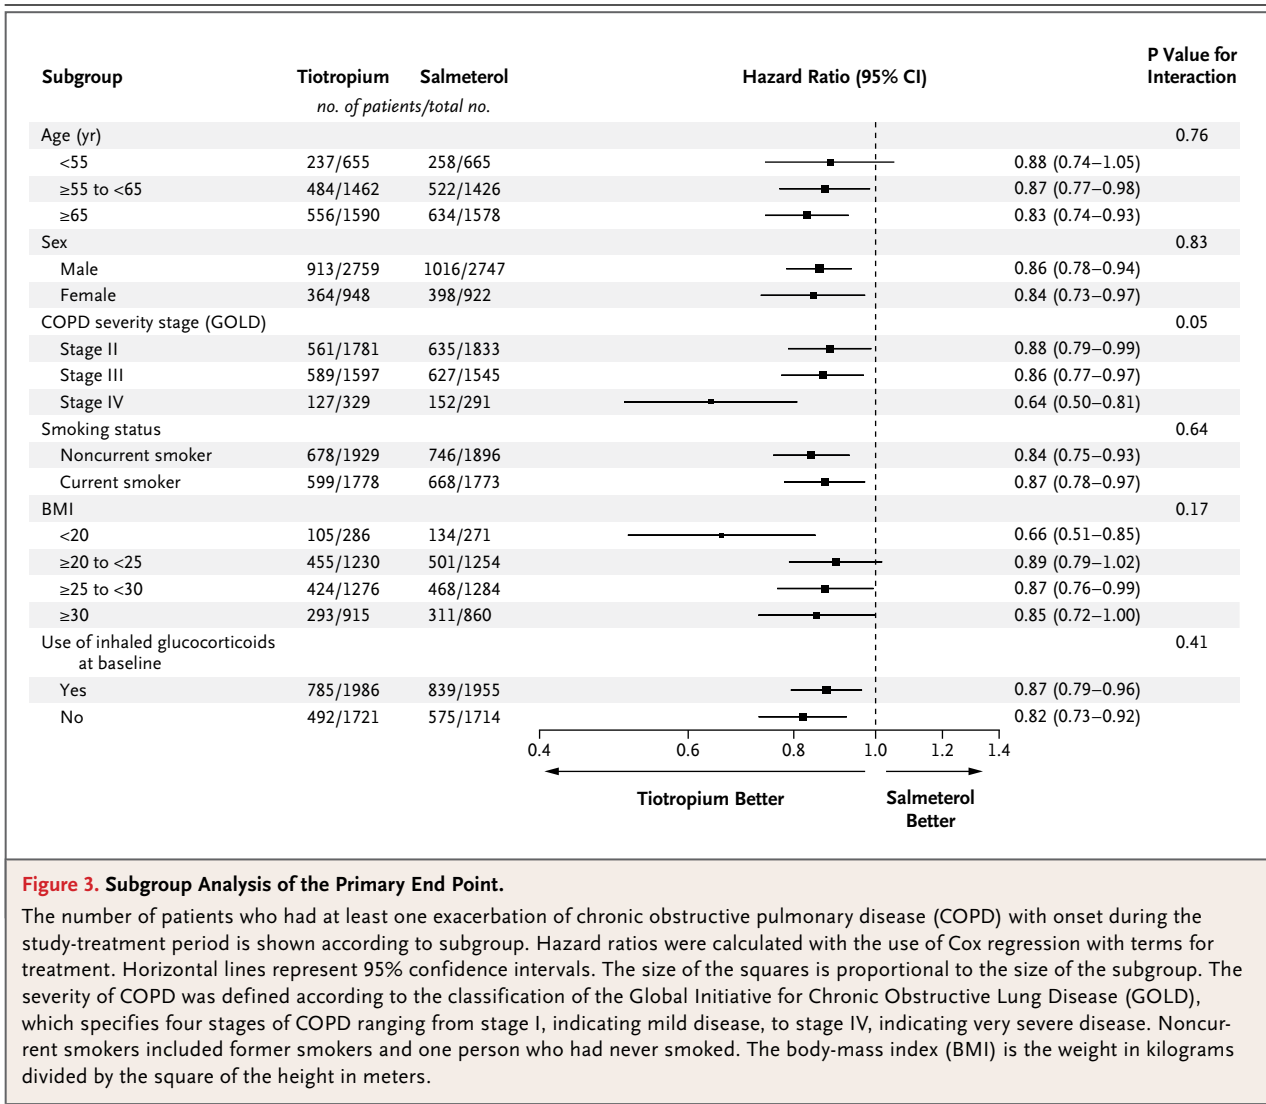 Subgroup Tiotropium Salmeterol Hazard Ratio (95% CI) P Value for Interaction
no. of patients/total no.
Age (yr) 0.76
<55 237/655 258/665 0.88 (0.74–1.05)
≥55 to <65 484/1462 522/1426 0.87 (0.77–0.98)
≥65 556/1590 634/1578 0.83 (0.74–0.93)
Sex 0.83
Male 913/2759 1016/2747 0.86 (0.78–0.94)
Female 364/948 398/922 0.84 (0.73–0.97)
COPD severity stage (GOLD) 0.05
Stage II 561/1781 635/1833 0.88 (0.79–0.99)
Stage III 589/1597 627/1545 0.86 (0.77–0.97)
Stage IV 127/329 152/291 0.64 (0.50–0.81)
Smoking status 0.64
Noncurrent smoker 678/1929 746/1896 0.84 (0.75–0.93)
Current smoker 599/1778 668/1773 0.87 (0.78–0.97)
BMI 0.17
<20 105/286 134/271 0.66 (0.51–0.85)
≥20 to <25 455/1230 501/1254 0.89 (0.79–1.02)
≥25 to <30 424/1276 468/1284 0.87 (0.76–0.99)
≥30 293/915 311/860 0.85 (0.72–1.00)
Use of inhaled glucocorticoids 0.41
at baseline
Yes 785/1986 839/1955 0.87 (0.79–0.96)
No 492/1721 575/1714 0.82 (0.73–0.92)
0.4 0.6 0.8 1.0 1.2 1.4
Tiotropium Better Salmeterol
Better
Figure 3. Subgroup Analysis of the Primary End Point.
The number of patients who had at least one exacerbation of chronic obstructive pulmonary disease (COPD) with onset during the
study-treatment period is shown according to subgroup. Hazard ratios were calculated with the use of Cox regression with terms for
treatment. Horizontal lines represent 95% confidence intervals. The size of the squares is proportional to the size of the subgroup. The
severity of COPD was defined according to the classification of the Global Initiative for Chronic Obstructive Lung Disease (GOLD),
which specifies four stages of COPD ranging from stage I, indicating mild disease, to stage IV, indicating very severe disease. Noncur-
rent smokers included former smokers and one person who had never smoked. The body-mass index (BMI) is the weight in kilograms
divided by the square of the height in meters.